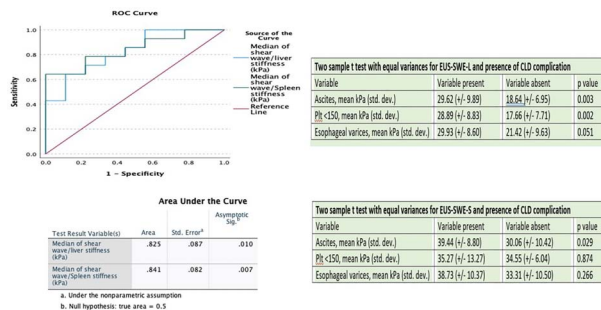 ROC Curve
Source of the
Curve
Median of
shear
wave/liver
stiffness
(kPa)
Median of
shear
wave/Spleen
stiffness
(kPa)
Reference
Line
Sensitivity
1.0
0.8
0.6
0.4
0.2
0.0
0.0 0.2 0.4 0.6 0.8 1.0
1 - Specificity
Two sample t test with equal variances for EUS-SWE-L and presence of CLD complication
Variable Variable present Variable absent p value
Ascites, mean kPa (std. dev.) 29.62 (+/- 9.89) 18.64 )+/- 6.95) 0.003
Plt <150, mean kPa (std. dev.) 28.89 (+/- 8.83) 17.66 (+/- 7.71) 0.002
Esophageal varices, mean kPa (std. dev.) 29.93 (+/- 8.60) 21.42 (+/- 9.63) 0.051
Area Under the Curve
Test Result Variable(s) Area Std. Errorᵃ Asymptotic
Sig.ᵇ
Median of shear
wave/liver stiffness
(kPa) .825 .087 .010
Median of shear
wave/Spleen stiffness
(kPa) .841 .082 .007
a. Under the nonparametric assumption
b. Null hypothesis: true area = 0.5
Two sample t test with equal variances for EUS-SWE-S and presence of CLD complication
Variable Variable present Variable absent p value
Ascites, mean kPa (std. dev.) 39.44 (+/- 8.80) 30.06 (+/- 10.42) 0.029
Plt <150, mean kPa (std. dev.) 35.27 (+/- 13.27) 34.55 (+/- 6.04) 0.874
Esophageal varices, mean kPa (std. dev.) 38.73 (+/- 10.37) 33.31 (+/- 10.50) 0.266